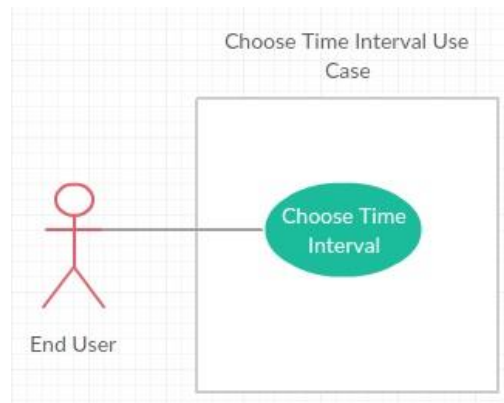 Choose Time Interval Use
Case
Choose Time
Interval
End User